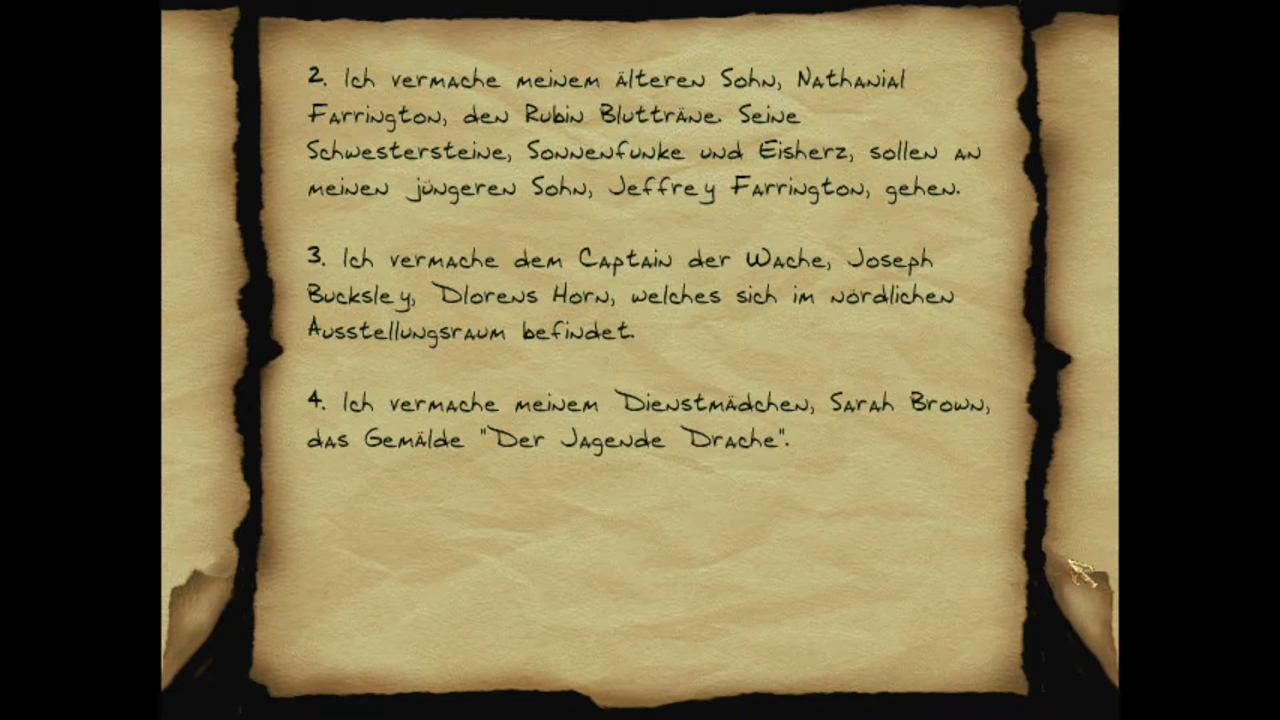 2. Ich vermache meinem älteren Sohn, Nathanial
Farrington, den Rubin Blutträne. Seine
Schwestersteine, Sonnenfunke und Eisherz, sollen an
meinen jüngeren Sohn, Jeffrey Farrington, gehen.
3. Ich vermache dem Captain der Wache, Joseph
Bucksley, Dlorens Horn, welches sich im nördlichen
Ausstellungsraum befindet.
4. Ich vermache meinem Dienstmädchen, Sarah Brown,
das Gemälde "Der Jagende Drache".